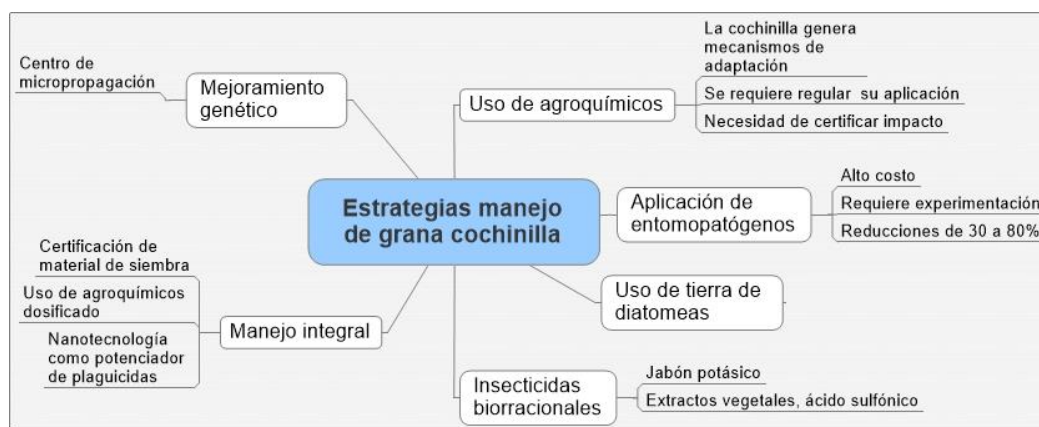 Estrategias manejo
de grana cochinilla
Mejoramiento
genético
Centro de
micropropagación
Uso de agroquímicos
La cochinilla genera
mecanismos de
adaptación
Se requiere regular su aplicación
Necesidad de certificar impacto
Aplicación de
entomopatógenos
Alto costo
Requiere experimentación
Reducciones de 30 a 80%
Uso de tierra de
diatomeas
Insecticidas
biorracionales
Jabón potásico
Extractos vegetales, ácido sulfónico
Manejo integral
Certificación de
material de siembra
Uso de agroquímicos
dosificado
Nanotecnología
como potenciador
de plaguicidas